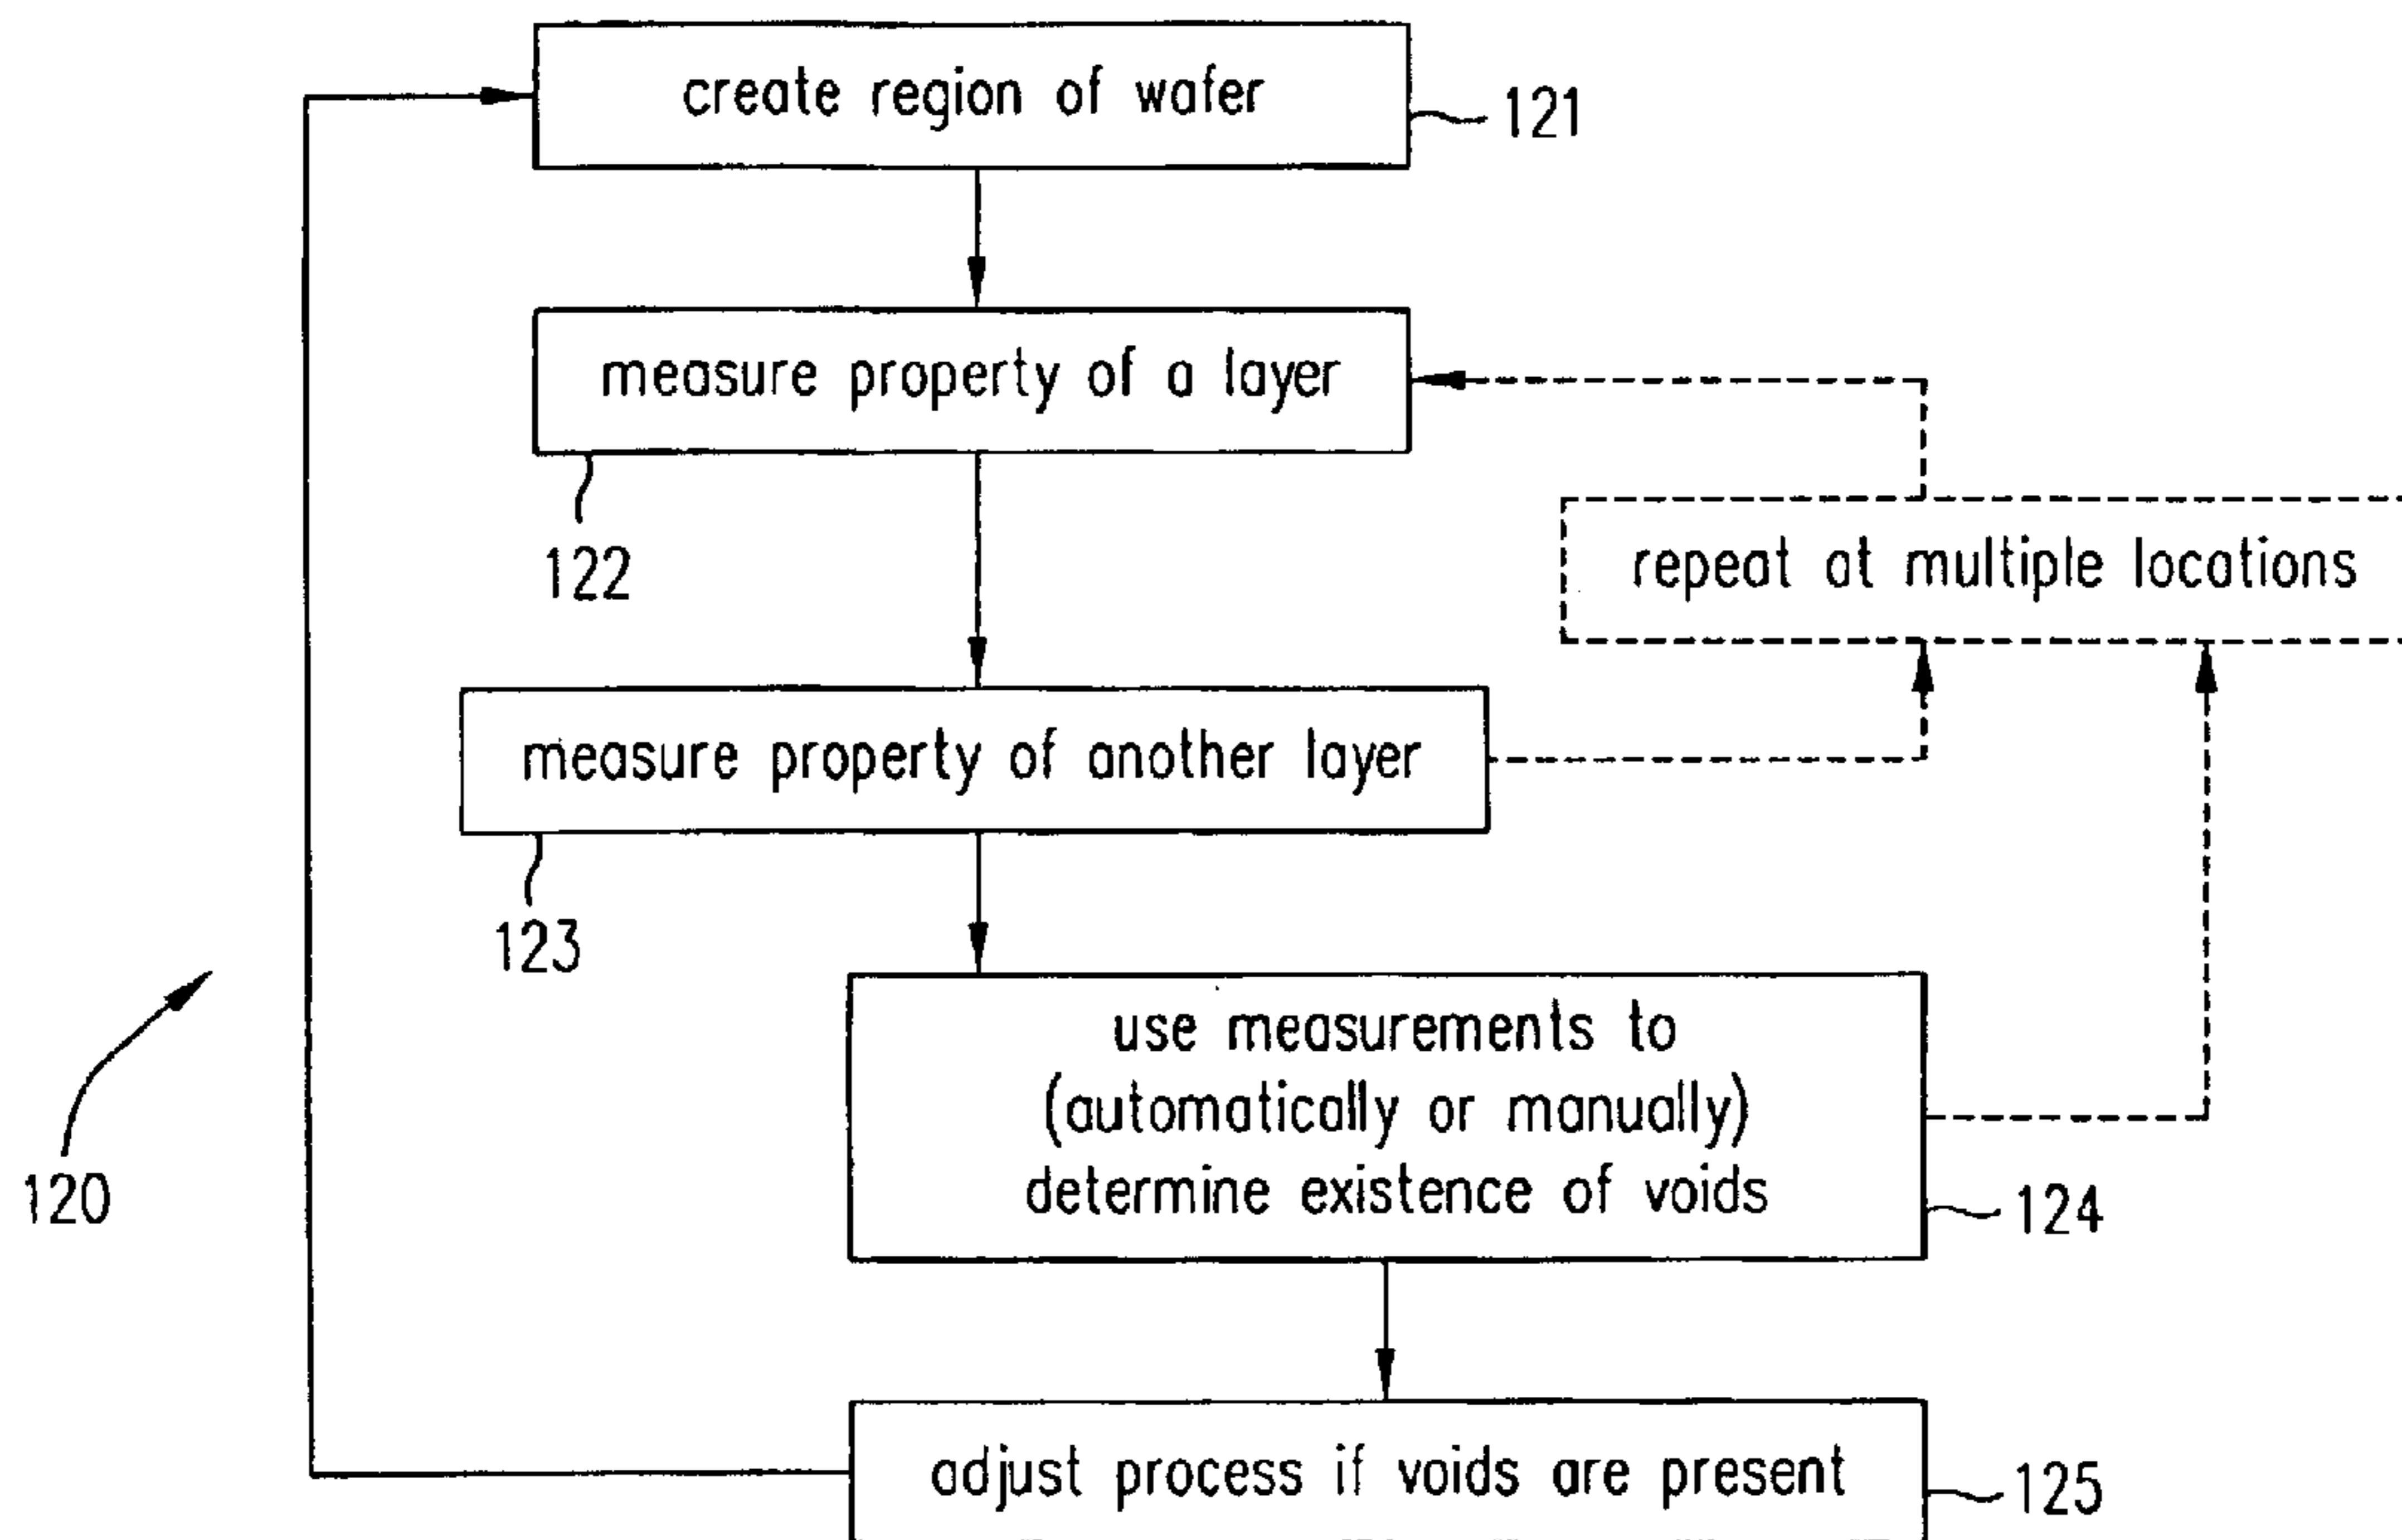 create region of wafer
121
measure property of a layer
122
repeat at multiple locations
measure property of another layer
123
use measurements to
(automatically or manually)
determine existence of voids
124
120
adjust process if voids are present
125